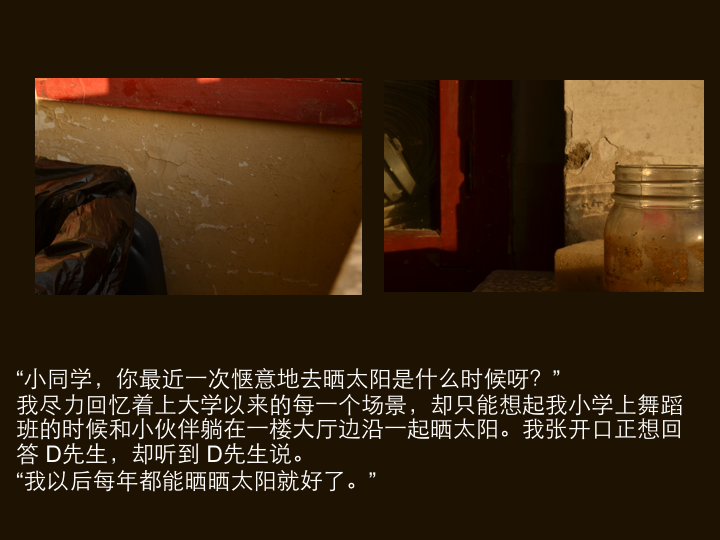 “小同学，你最近一次惬意地去晒太阳是什么时候呀？”
我尽力回忆着上大学以来的每一个场景，却只能想起我小学上舞蹈
班的时候和小伙伴躺在一楼大厅边沿一起晒太阳。我张开口正想回
答 D先生，却听到 D先生说。
“我以后每年都能晒晒太阳就好了。”